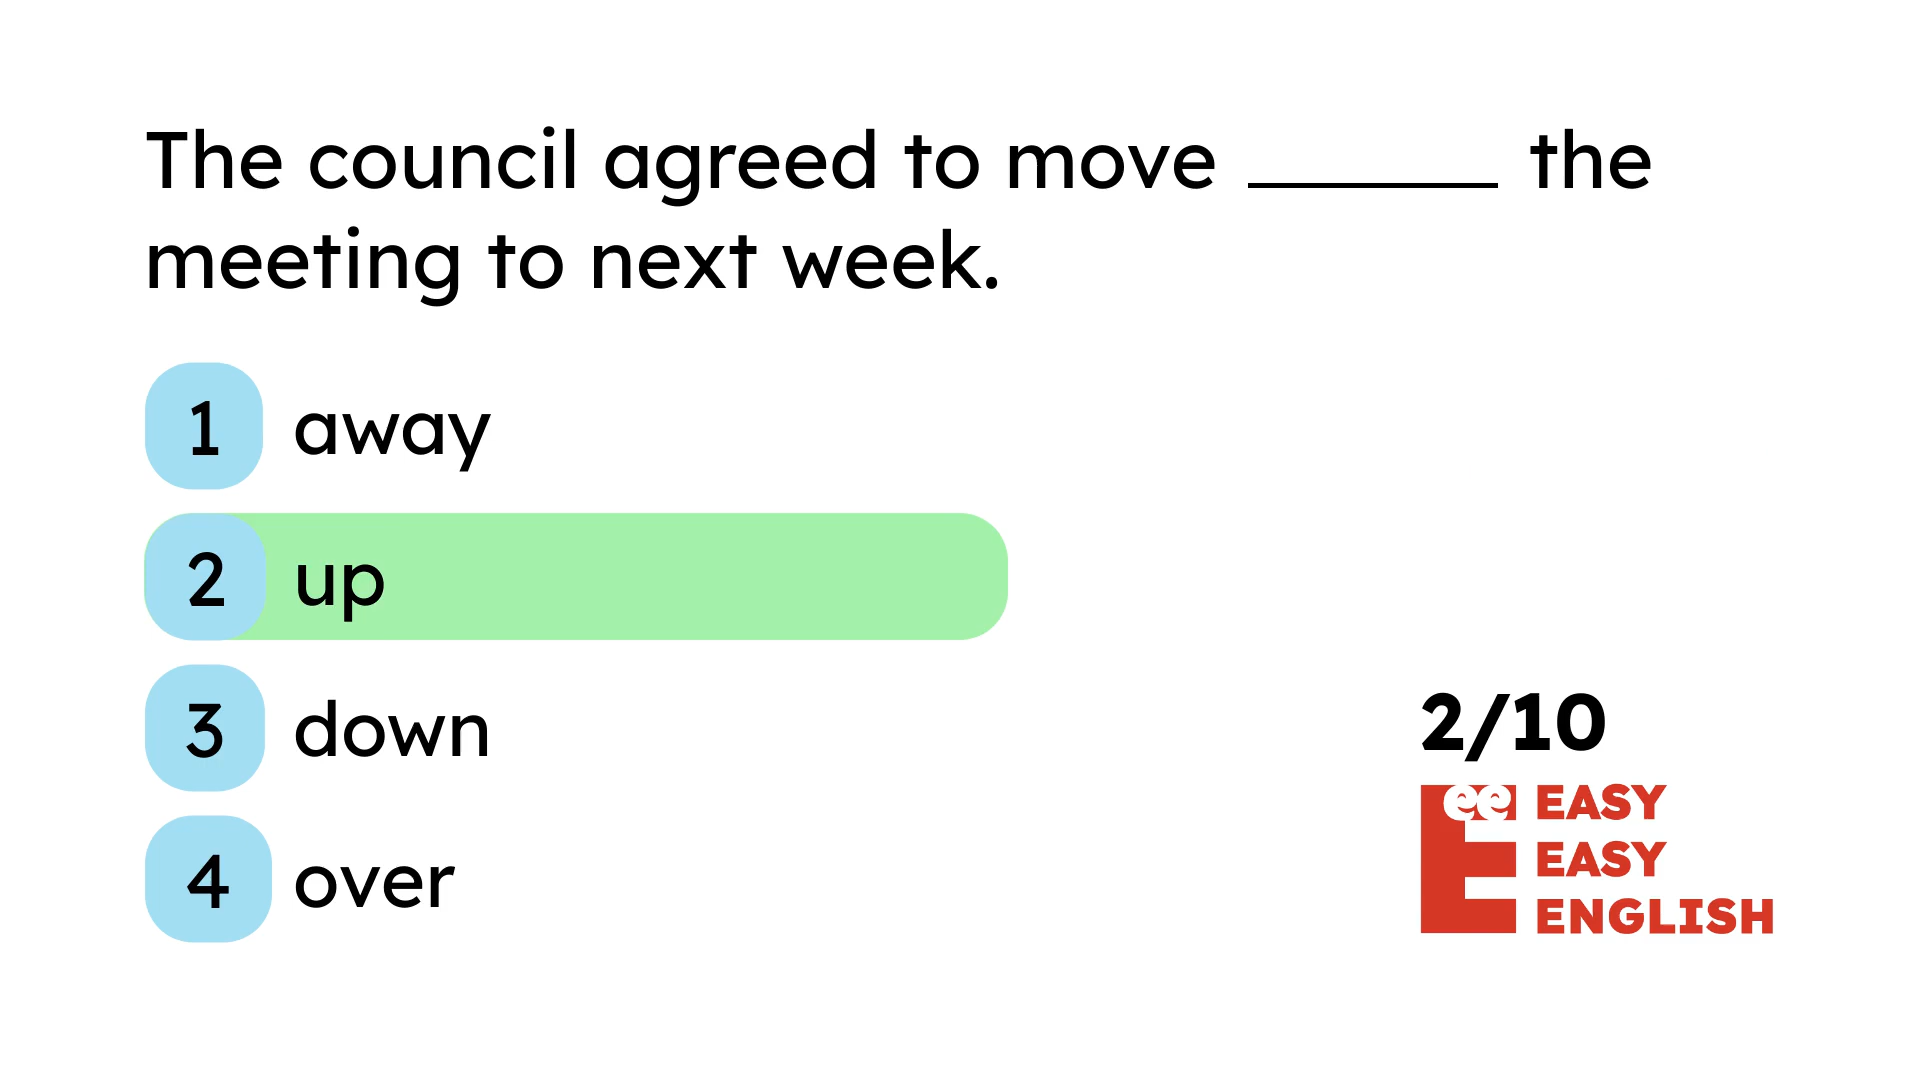 The council agreed to move ______ the
meeting to next week.
1 away
2 up
3 down
4 over
2/10
ee EASY
EASY
E ENGLISH